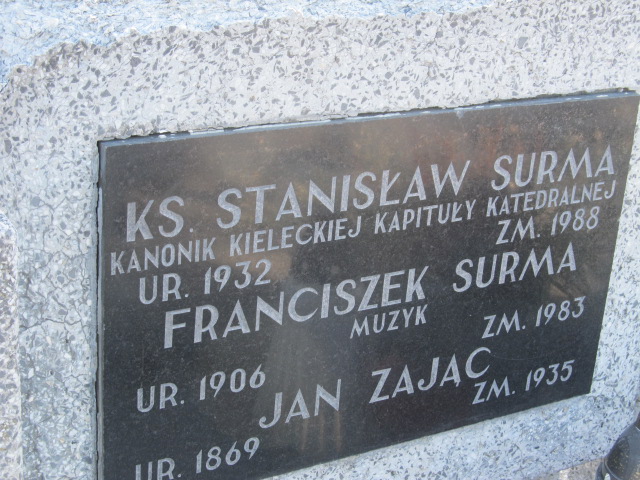 KS. STANISŁAW SURMA
KANONIK KIELECKIEJ KAPITUŁY KATEDRALNEJ
UR. 1932 ZM. 1988
FRANCISZEK SURMA
MUZYK
UR. 1906 ZM. 1983
JAN ZAJĄC
UR. 1869 ZM. 1935